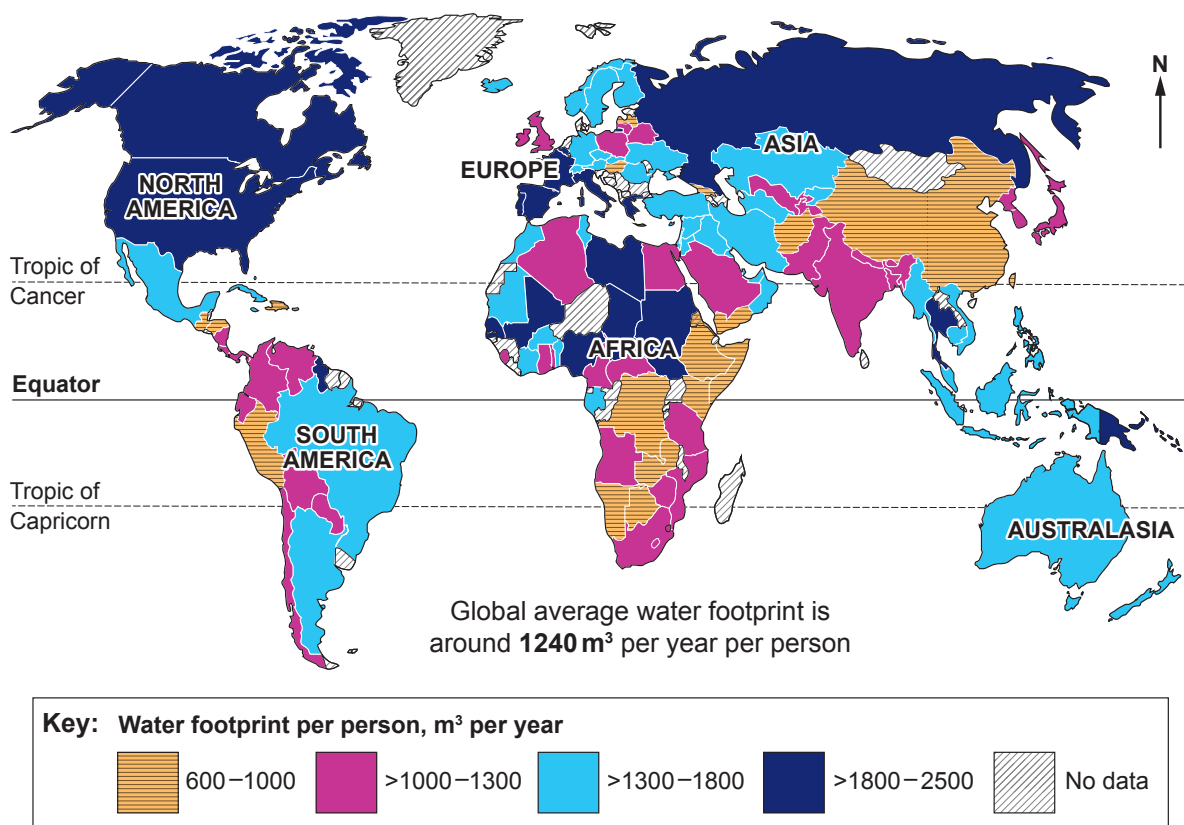 N
ASIA
EUROPE
NORTH
AMERICA
Tropic of
Cancer
AFRICA
Equator
SOUTH
AMERICA
Tropic of
Capricorn
AUSTRALASIA
Global average water footprint is
around 1240 m³ per year per person
Key: Water footprint per person, m³ per year
600–1000 >1000–1300 >1300–1800 >1800–2500 No data